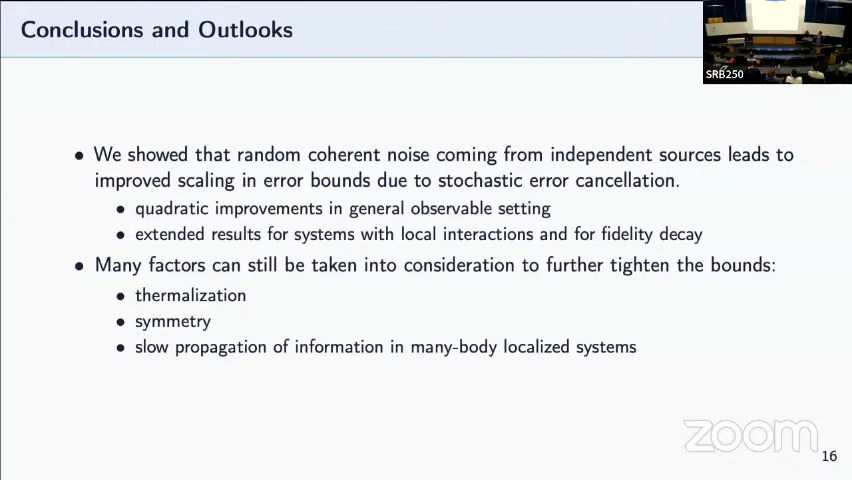 Conclusions and Outlooks
SRB250
• We showed that random coherent noise coming from independent sources leads to
improved scaling in error bounds due to stochastic error cancellation.
• quadratic improvements in general observable setting
• extended results for systems with local interactions and for fidelity decay
• Many factors can still be taken into consideration to further tighten the bounds:
• thermalization
• symmetry
• slow propagation of information in many-body localized systems
zoom
16